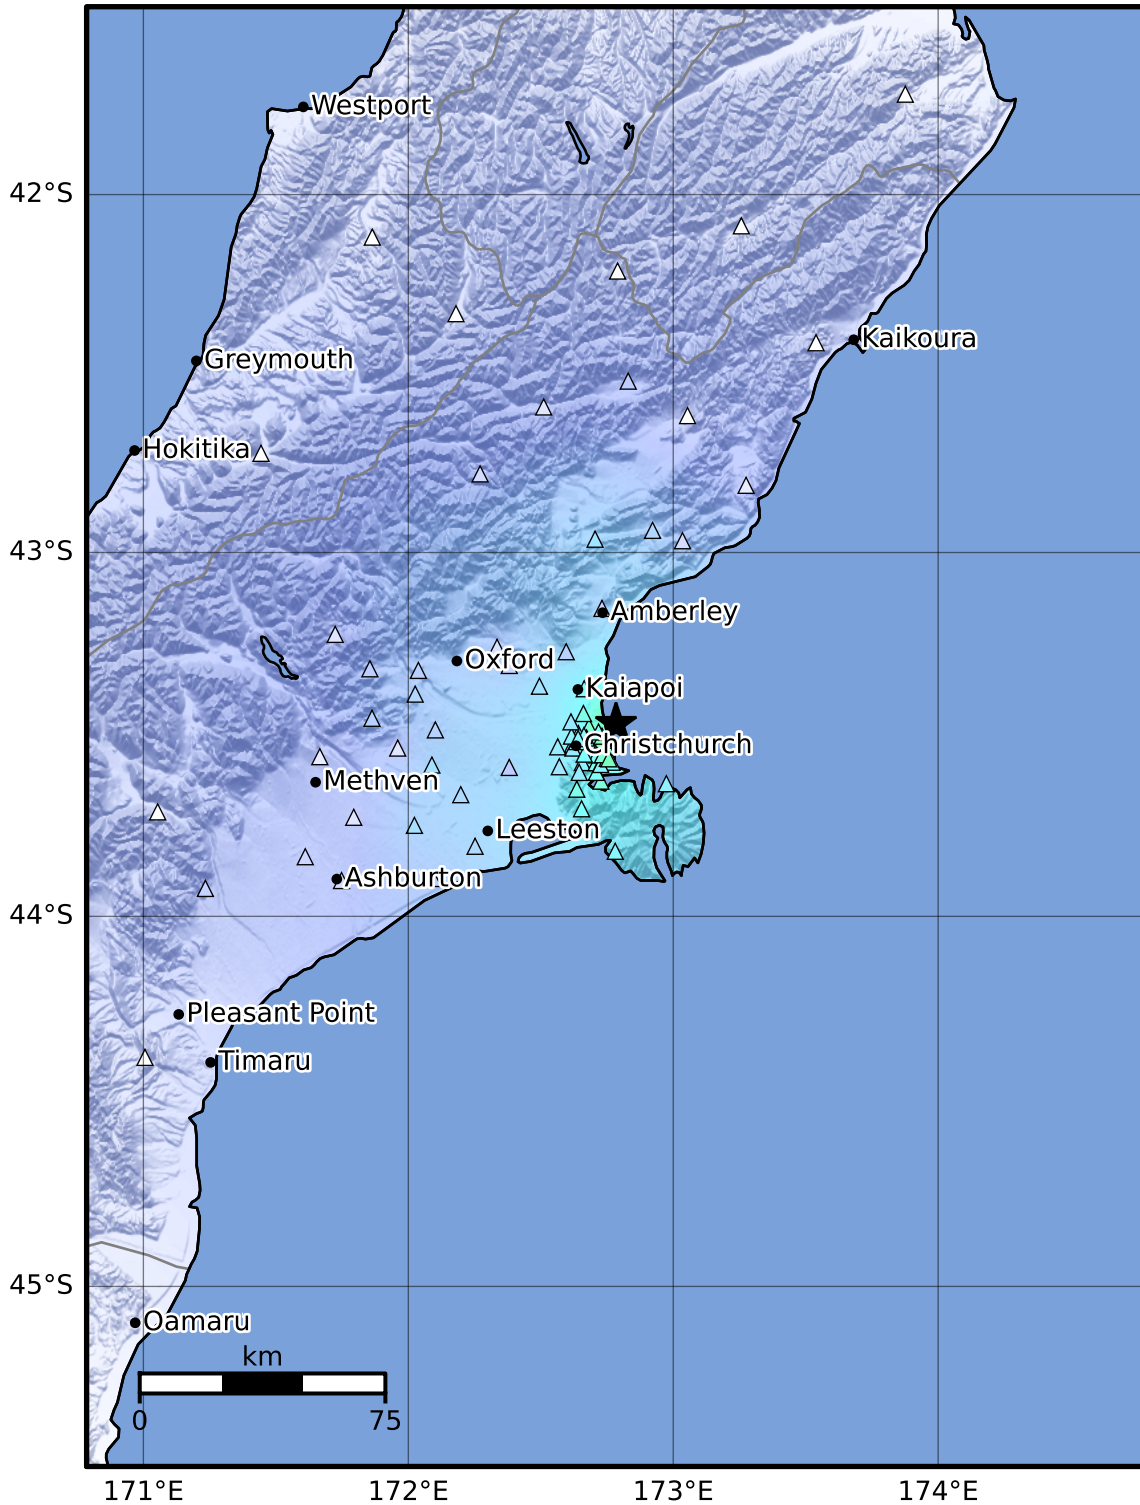 Westport
42°S
Kaikoura
Greymouth
Hokitika
43°S
Amberley
Oxford
Kaiapoi
Christchurch
Methven
Leeston
Ashburton
44°S
Pleasant Point
Timaru
45°S
Oamaru
km
0 75
171°E 172°E 173°E 174°E